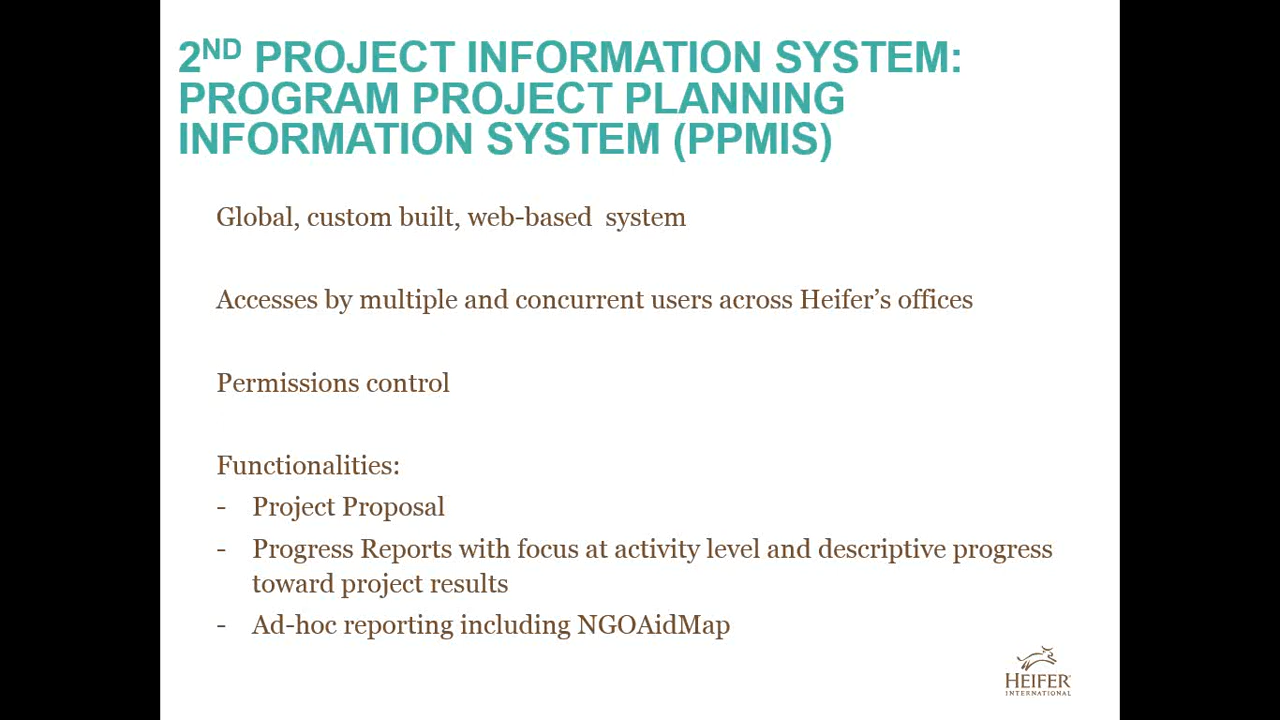 2ND PROJECT INFORMATION SYSTEM:
PROGRAM PROJECT PLANNING
INFORMATION SYSTEM (PPMIS)
Global, custom built, web-based  system
Accesses by multiple and concurrent users across Heifer’s offices
Permissions control
Functionalities:
- Project Proposal
- Progress Reports with focus at activity level and descriptive progress
toward project results
- Ad-hoc reporting including NGOAidMap
HEIFER
INTERNATIONAL